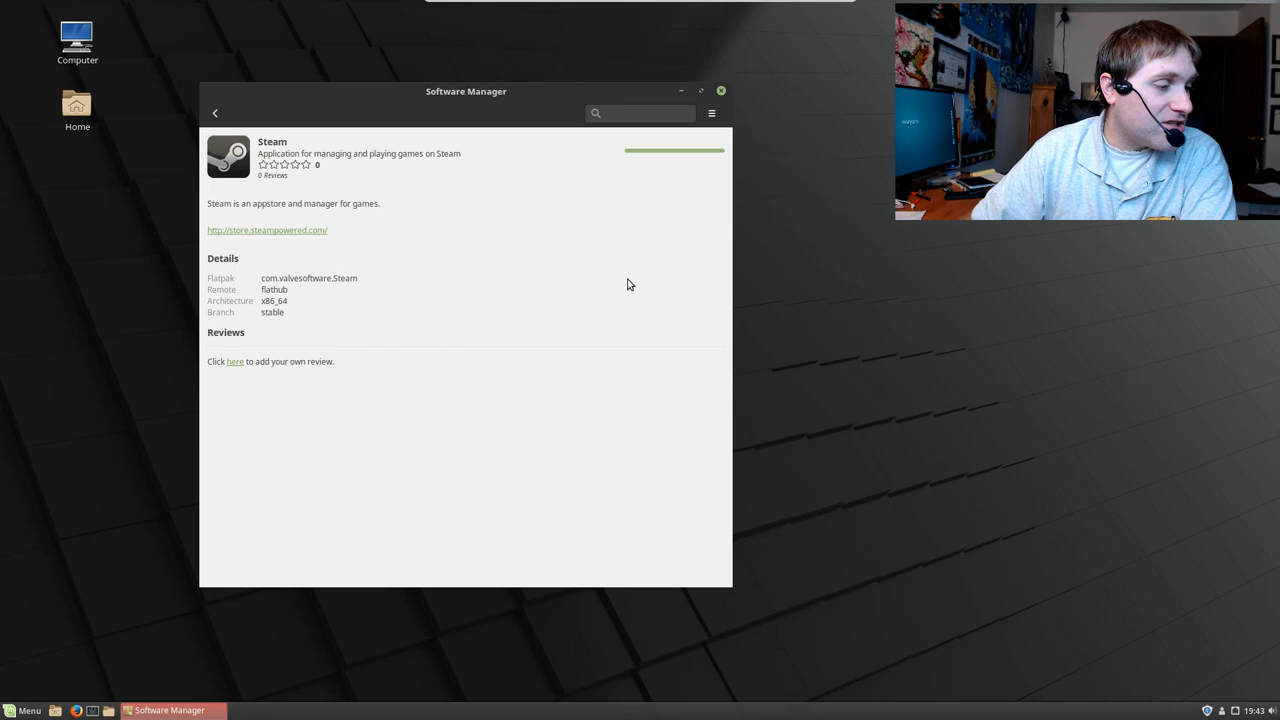 Computer
Home
Software Manager
Steam
Application for managing and playing games on Steam
0
0 Reviews
Steam is an appstore and manager for games.
http://store.steampowered.com/
Details
Flatpak com.valvesoftware.Steam
Remote flathub
Architecture x86_64
Branch stable
Reviews
Click here to add your own review.
Menu
Software Manager
19:43